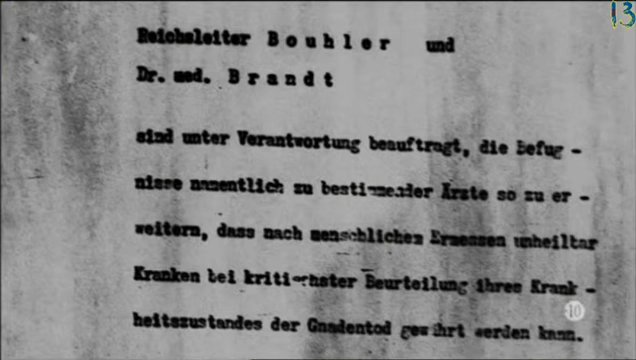 13
Reichsleiter Bouhler und
Dr. med. Brandt
sind unter Verantwortung beauftragt, die Befug -
nisse namentlich zu bestimmender Ärzte so zu er -
weitern, dass nach menschlichem Ermessen unheilbar
Kranken bei kritischster Beurteilung ihres Krank -
heitszustandes der Gnadentod gewährt werden kann.
-10